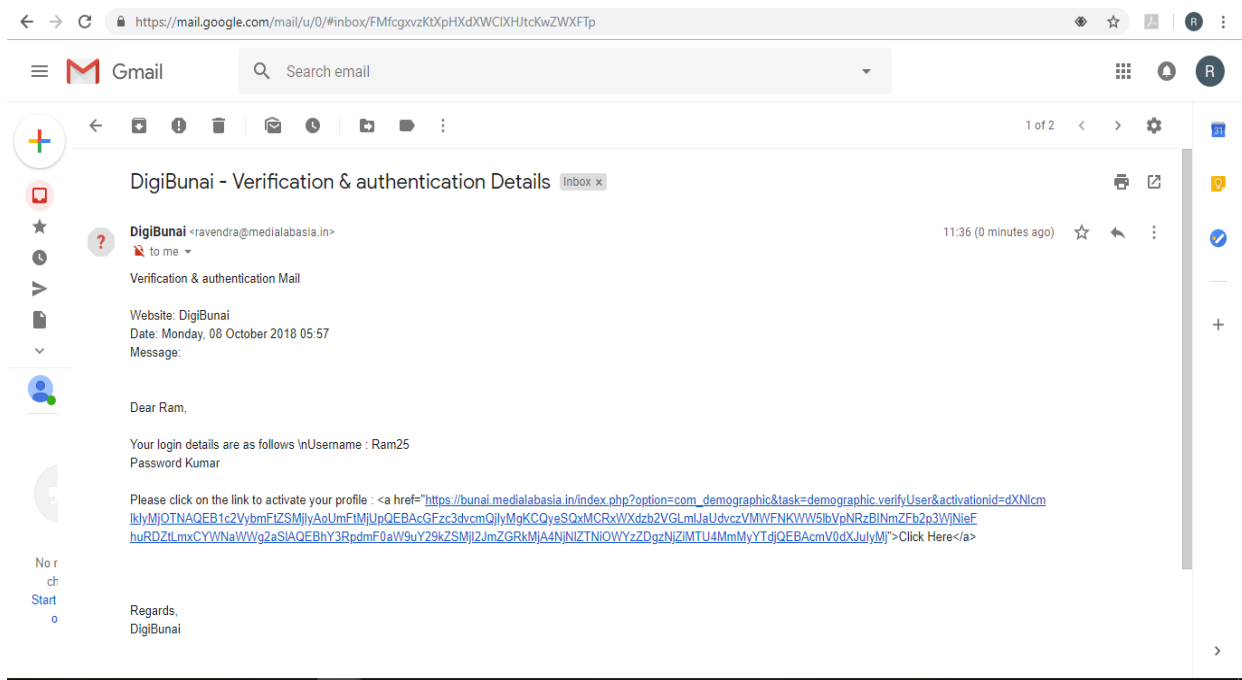 https://mail.google.com/mail/u/0/#inbox/FMfcgxvzKtXpHXdXWClXHJtcKwZWXFTp
R
Gmail
Search email
R
1 of 2
31
DigiBunai - Verification & authentication Details Inbox x
DigiBunai <ravendra@medialabasia.in>
11:36 (0 minutes ago)
?
to me
Verification & authentication Mail
Website: DigiBunai
Date: Monday, 08 October 2018 05:57
Message:
Dear Ram,
Your login details are as follows \nUsername : Ram25
Password Kumar
Please click on the link to activate your profile : <a href="https://bunai.medialabasia.in/index.php?option=com_demographic&task=demographic.verifyUser&activationid=dXNlcm
">Click Here</a>
No r
ch
Start
o
Regards,
DigiBunai